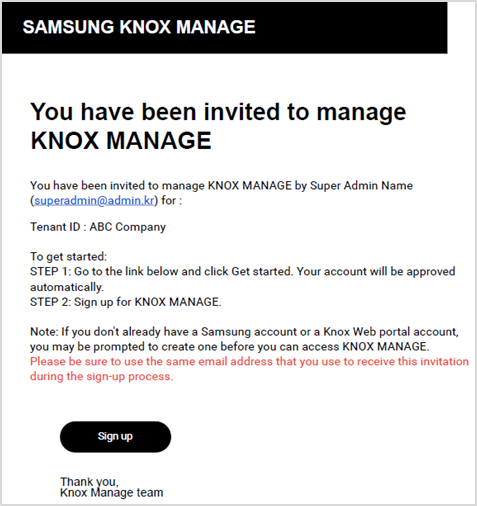 SAMSUNG KNOX MANAGE
You have been invited to manage
KNOX MANAGE
You have been invited to manage KNOX MANAGE by Super Admin Name
(superadmin@admin.kr) for :
Tenant ID : ABC Company
To get started:
STEP 1: Go to the link below and click Get started. Your account will be approved
automatically.
STEP 2: Sign up for KNOX MANAGE.
Note: If you don't already have a Samsung account or a Knox Web portal account,
you may be prompted to create one before you can access KNOX MANAGE.
Please be sure to use the same email address that you use to receive this invitation
during the sign-up process.
Sign up
Thank you,
Knox Manage team